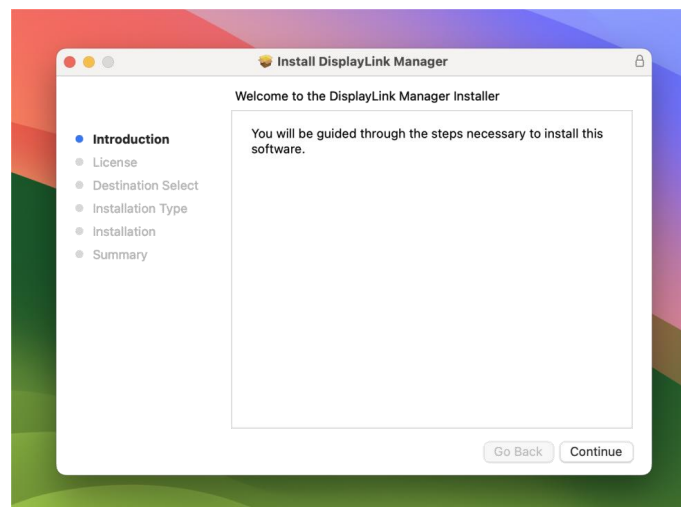 Install DisplayLink Manager
Welcome to the DisplayLink Manager Installer
Introduction
License
Destination Select
Installation Type
Installation
Summary
You will be guided through the steps necessary to install this
software.
Go Back
Continue